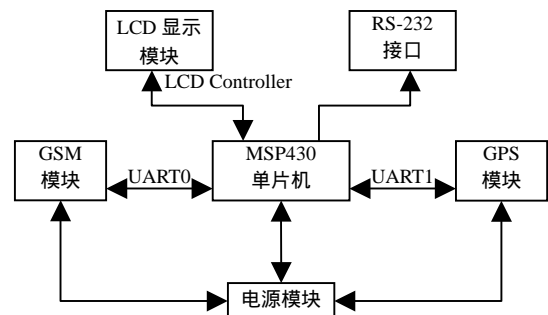 LCD 显示
模块
RS-232
接口
LCD Controller
GSM
模块
UART0
MSP430
单片机
UART1
GPS
模块
电源模块